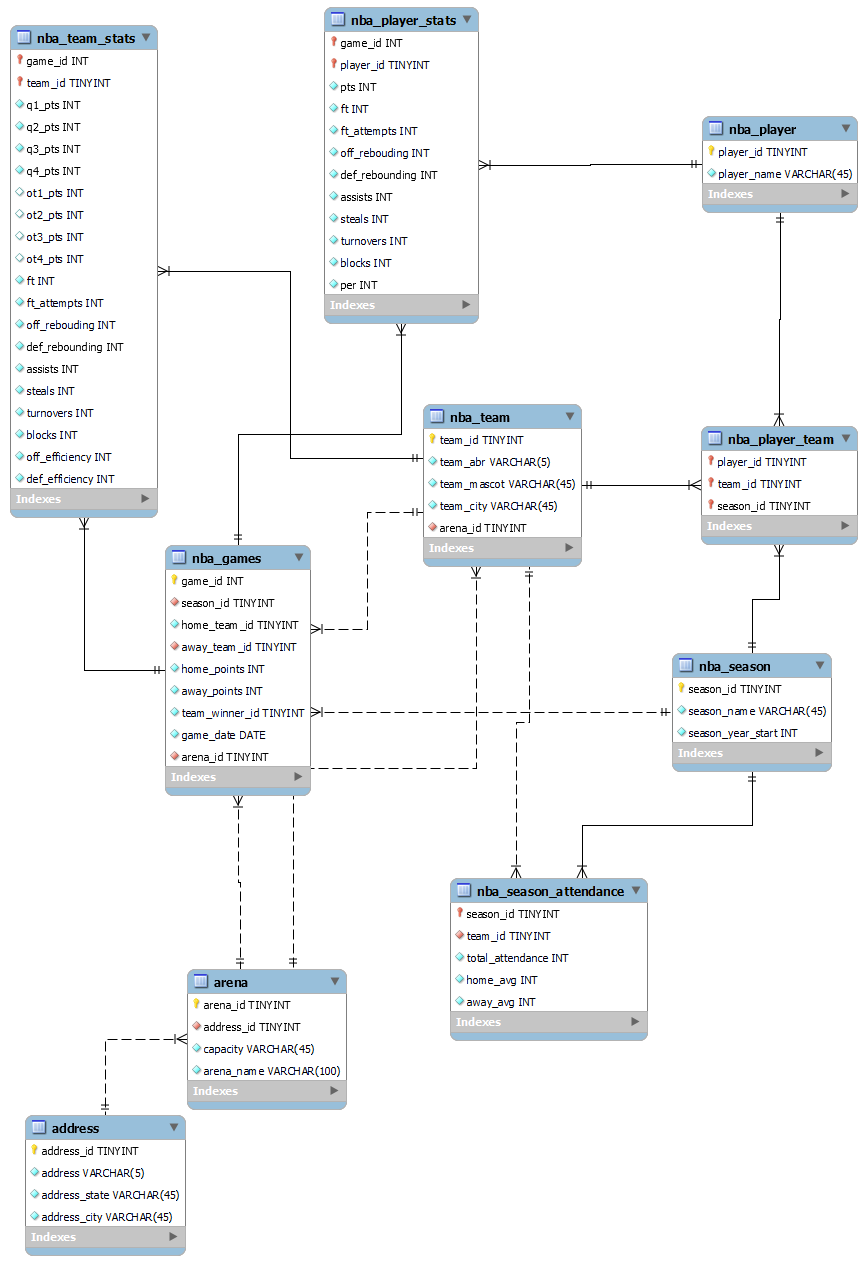 nba_team_stats
game_id INT
team_id TINYINT
q1_pts INT
q2_pts INT
q3_pts INT
q4_pts INT
ot1_pts INT
ot2_pts INT
ot3_pts INT
ot4_pts INT
ft INT
ft_attempts INT
off_rebouding INT
def_rebounding INT
assists INT
steals INT
turnovers INT
blocks INT
off_efficiency INT
def_efficiency INT
Indexes
nba_player_stats
game_id INT
player_id TINYINT
pts INT
ft INT
ft_attempts INT
off_rebouding INT
def_rebounding INT
assists INT
steals INT
turnovers INT
blocks INT
per INT
Indexes
nba_player
player_id TINYINT
player_name VARCHAR(45)
Indexes
nba_team
team_id TINYINT
team_abr VARCHAR(5)
team_mascot VARCHAR(45)
team_city VARCHAR(45)
arena_id TINYINT
Indexes
nba_player_team
player_id TINYINT
team_id TINYINT
season_id TINYINT
Indexes
nba_games
game_id INT
season_id TINYINT
home_team_id TINYINT
away_team_id TINYINT
home_points INT
away_points INT
team_winner_id TINYINT
game_date DATE
arena_id TINYINT
Indexes
nba_season
season_id TINYINT
season_name VARCHAR(45)
season_year_start INT
Indexes
nba_season_attendance
season_id TINYINT
team_id TINYINT
total_attendance INT
home_avg INT
away_avg INT
Indexes
arena
arena_id TINYINT
address_id TINYINT
capacity VARCHAR(45)
arena_name VARCHAR(100)
Indexes
address
address_id TINYINT
address VARCHAR(5)
address_state VARCHAR(45)
address_city VARCHAR(45)
Indexes